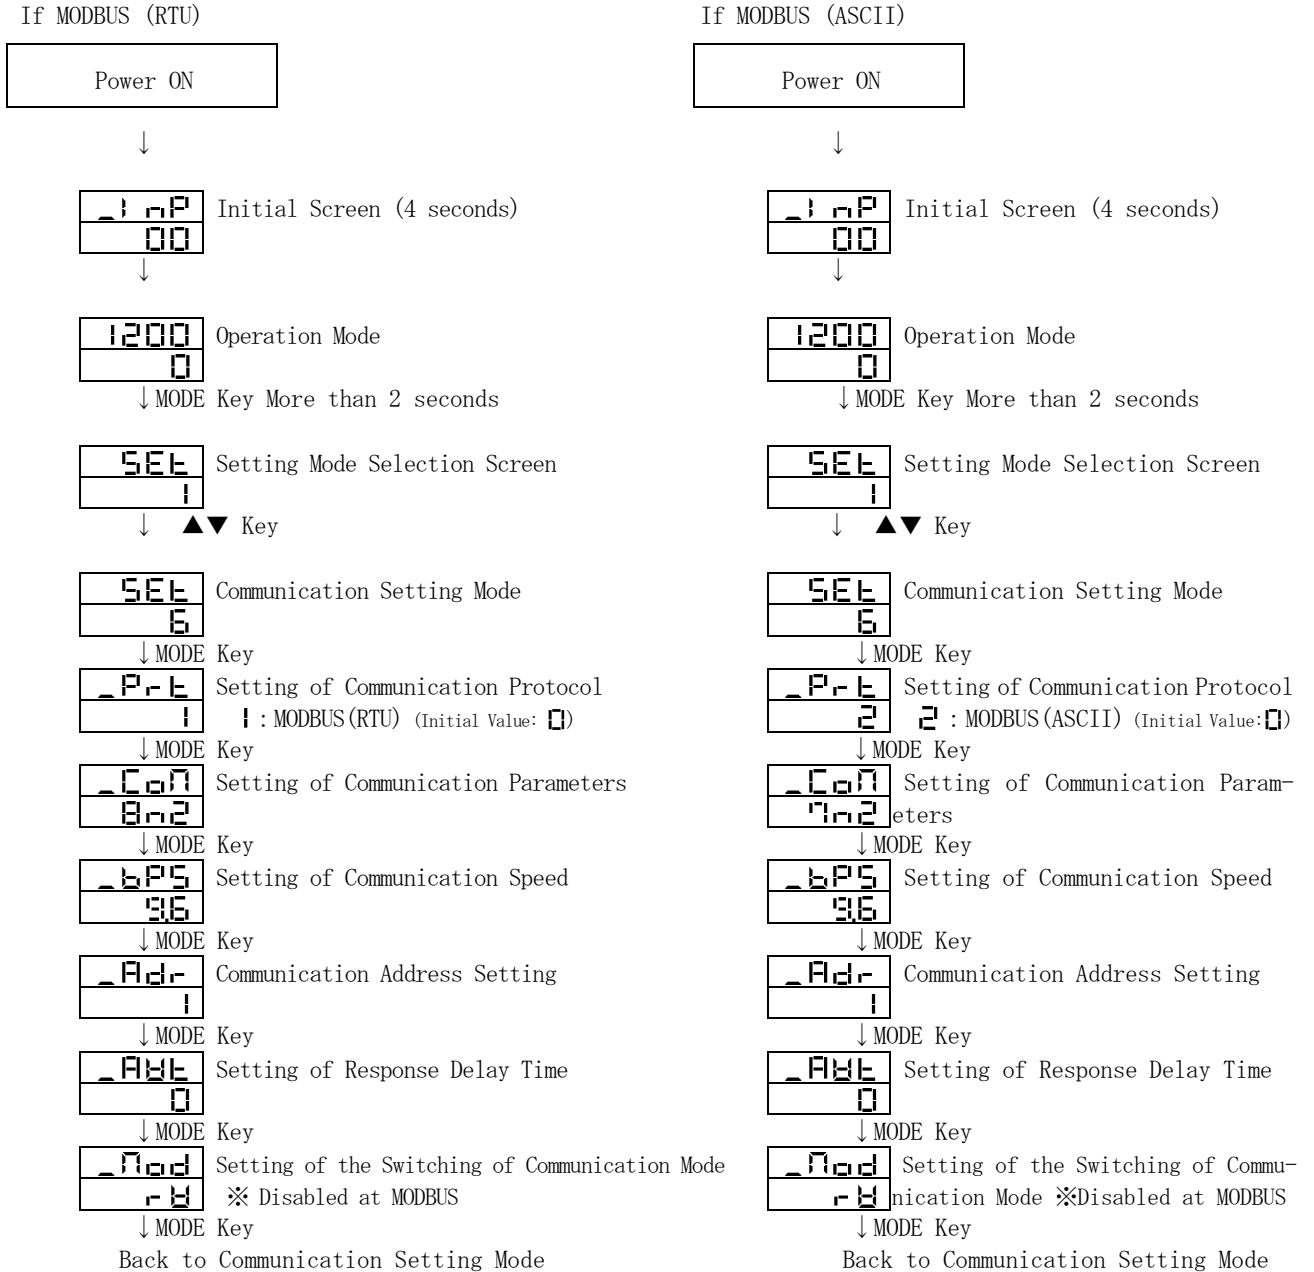 If MODBUS (RTU)
Power ON
↓
_InP Initial Screen (4 seconds)
00
↓
1200 Operation Mode
0
↓MODE Key More than 2 seconds
SEt Setting Mode Selection Screen
1
↓ ▲▼ Key
SEt Communication Setting Mode
6
↓MODE Key
_Prt Setting of Communication Protocol
1 1:MODBUS(RTU) (Initial Value: 0)
↓MODE Key
_CoM Setting of Communication Parameters
8n2
↓MODE Key
_bPS Setting of Communication Speed
9.6
↓MODE Key
_Adr Communication Address Setting
1
↓MODE Key
_AWt Setting of Response Delay Time
0
↓MODE Key
_Mod Setting of the Switching of Communication Mode
rW ※ Disabled at MODBUS
↓MODE Key
Back to Communication Setting Mode
If MODBUS (ASCII)
Power ON
↓
_InP Initial Screen (4 seconds)
00
↓
1200 Operation Mode
0
↓MODE Key More than 2 seconds
SEt Setting Mode Selection Screen
1
↓ ▲▼ Key
SEt Communication Setting Mode
6
↓MODE Key
_Prt Setting of Communication Protocol
2 2:MODBUS(ASCII) (Initial Value:0)
↓MODE Key
_CoM Setting of Communication Param-
7n2 eters
↓MODE Key
_bPS Setting of Communication Speed
9.6
↓MODE Key
_Adr Communication Address Setting
1
↓MODE Key
_AWt Setting of Response Delay Time
0
↓MODE Key
_Mod Setting of the Switching of Commu-
rW nication Mode ※Disabled at MODBUS
↓MODE Key
Back to Communication Setting Mode